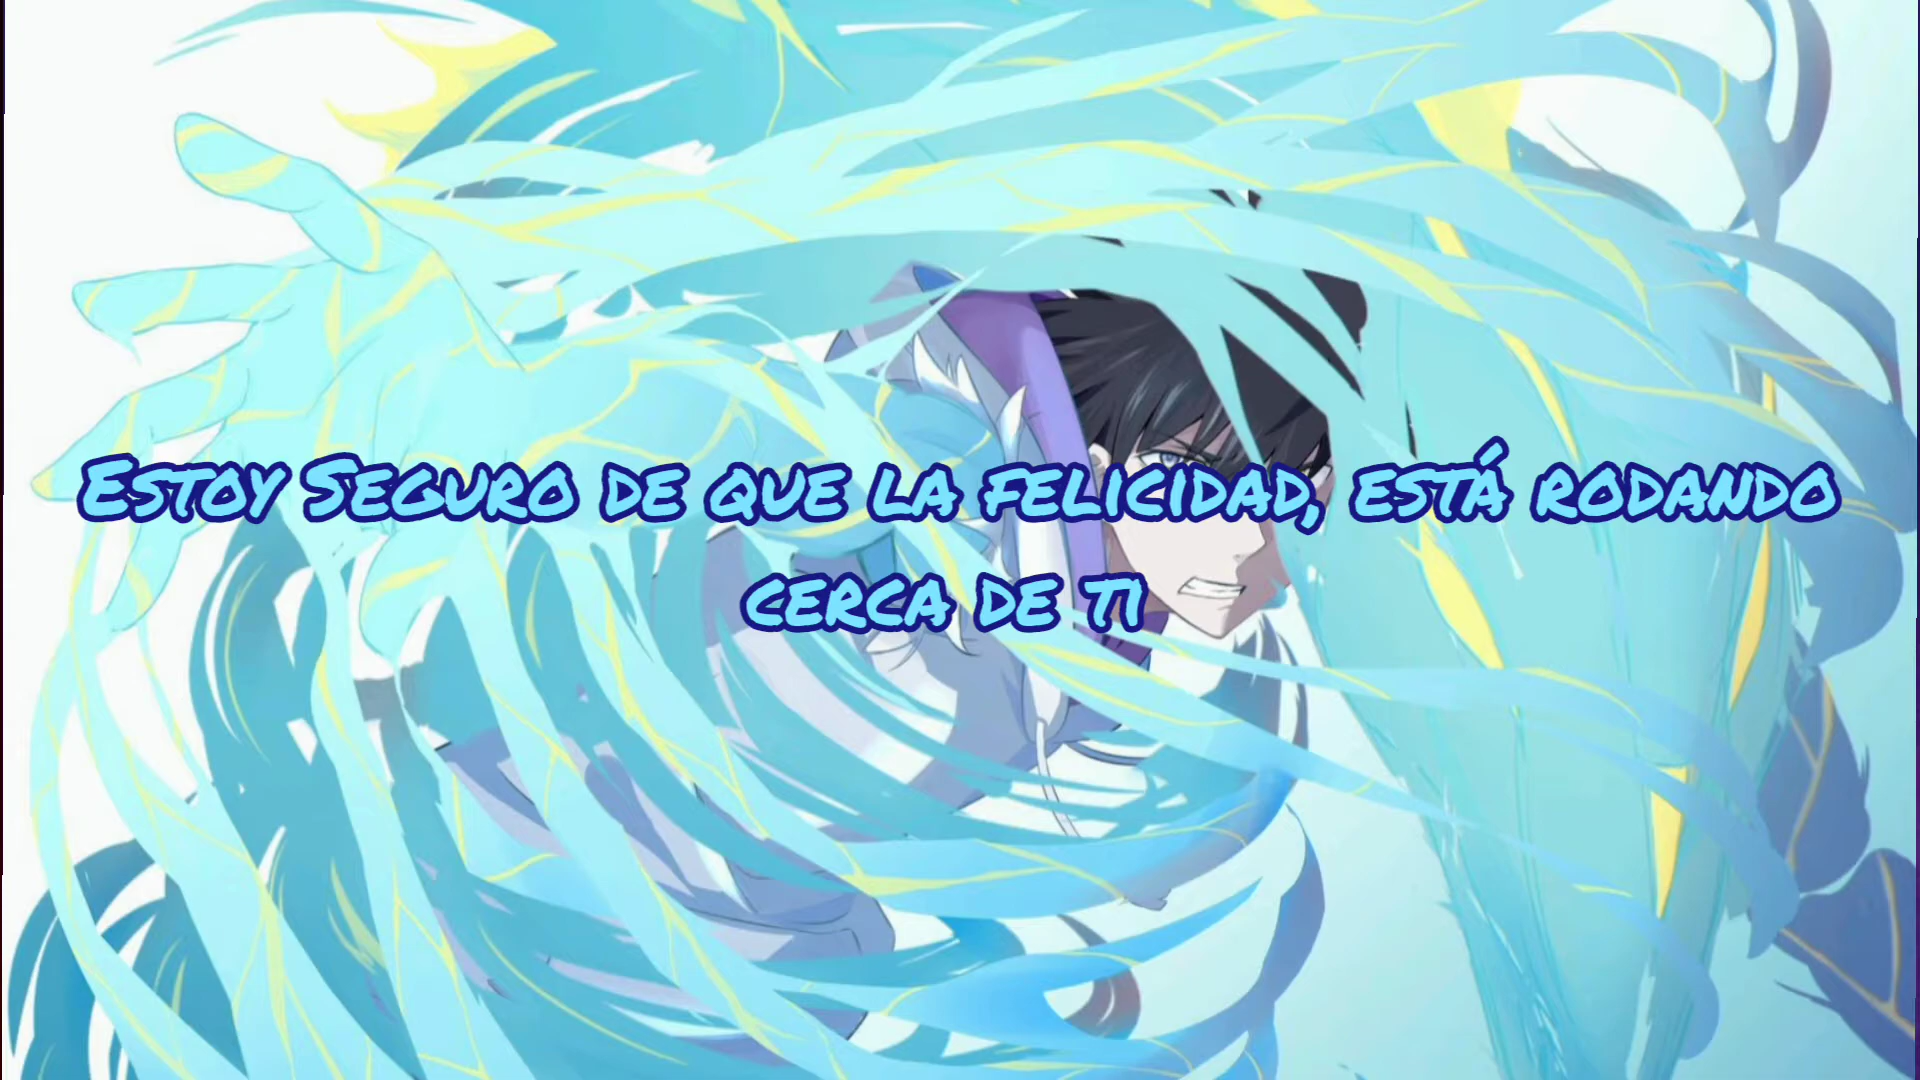 Estoy Seguro de que la felicidad, está rodando
cerca de ti